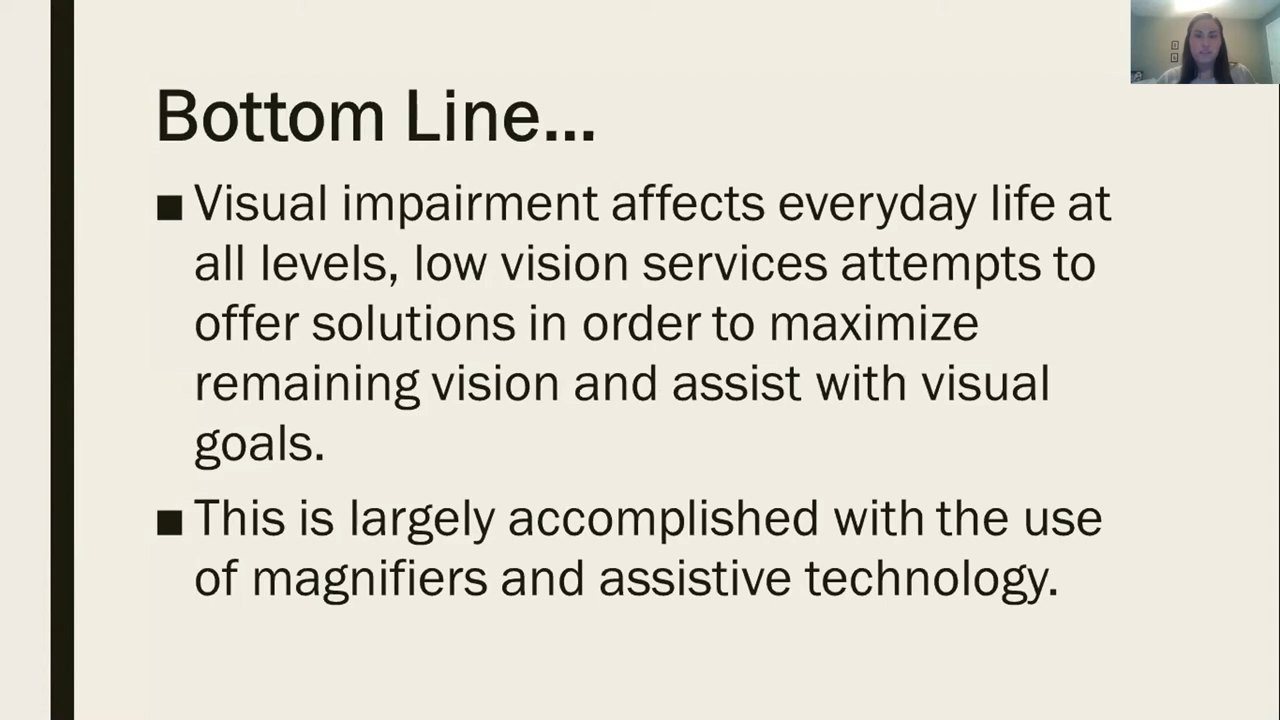 Bottom Line...
■ Visual impairment affects everyday life at
all levels, low vision services attempts to
offer solutions in order to maximize
remaining vision and assist with visual
goals.
■ This is largely accomplished with the use
of magnifiers and assistive technology.